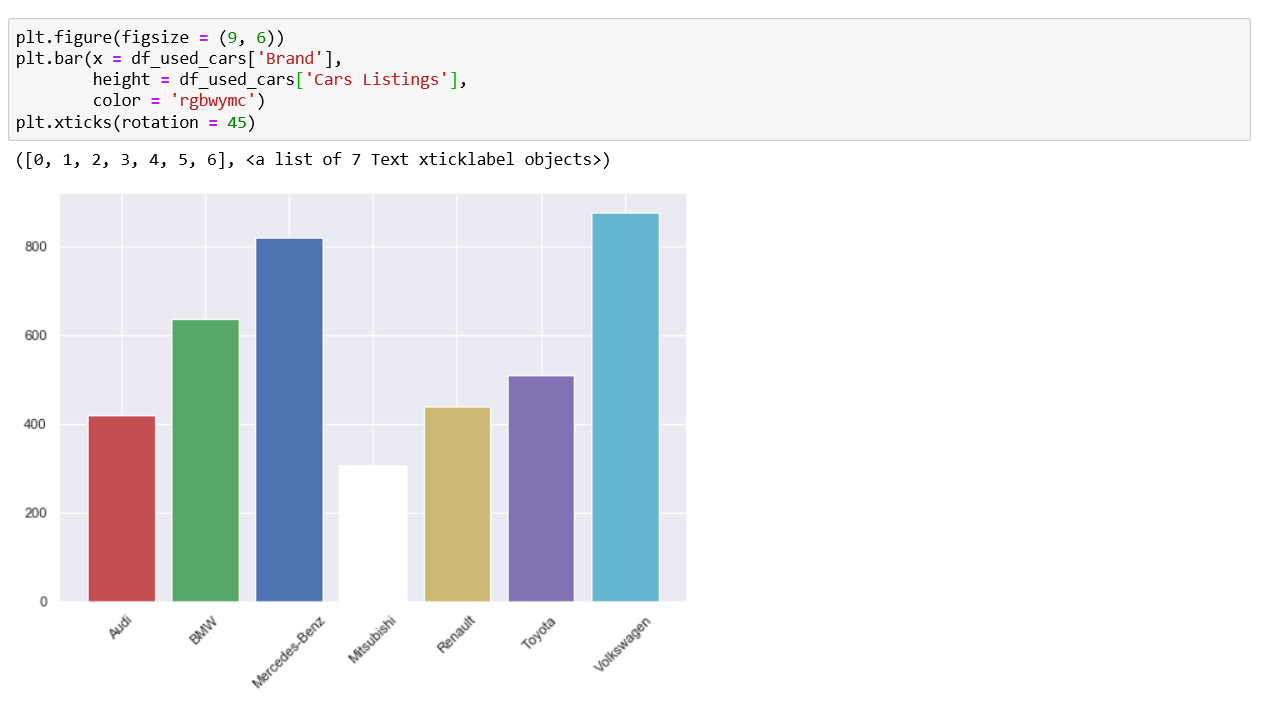 plt.figure(figsize = (9, 6))
plt.bar(x = df_used_cars['Brand'],
        height = df_used_cars['Cars Listings'],
        color = 'rgbwymc')
plt.xticks(rotation = 45)
([0, 1, 2, 3, 4, 5, 6], <a list of 7 Text xticklabel objects>)
800
600
400
200
0
Audi
BMW
Mercedes-Benz
Mitsubishi
Renault
Toyota
Volkswagen